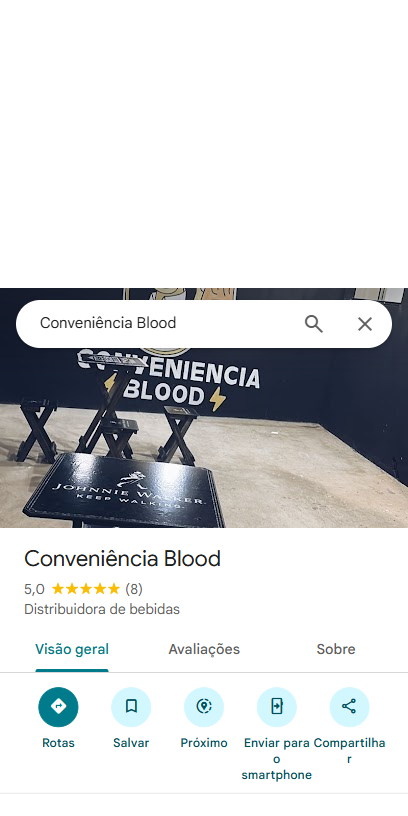 Conveniência Blood
CONVENIENCIA
BLOOD
JOHNNIE WALKER.
KEEP WALKING.
Conveniência Blood
5,0 (8)
Distribuidora de bebidas
Visão geral
Avaliações
Sobre
Rotas
Salvar
Próximo
Enviar para
o
smartphone
Compartilha
r